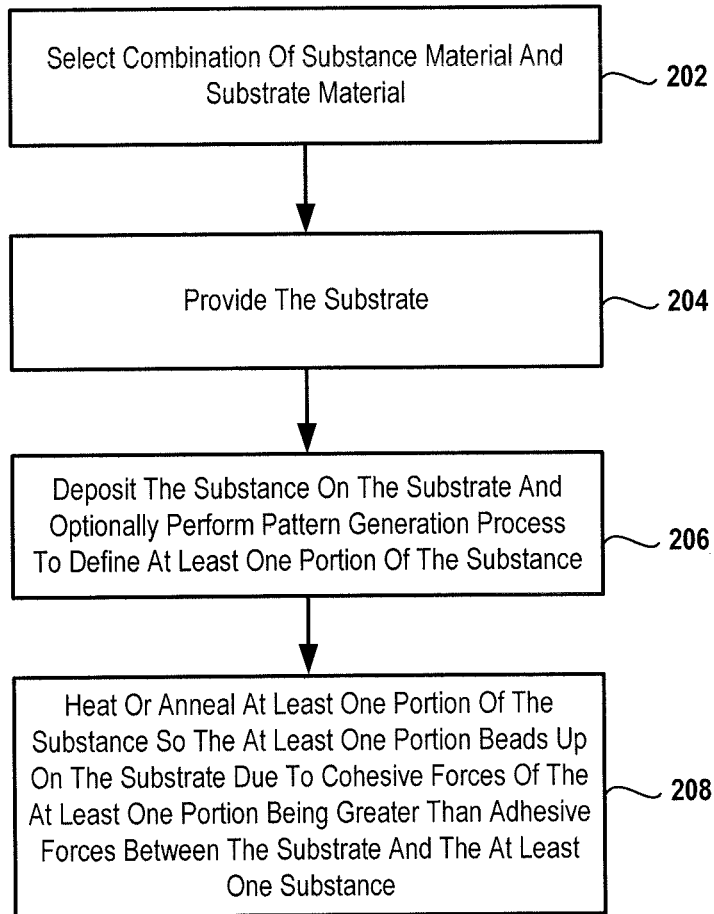 Select Combination Of Substance Material And
Substrate Material
202
Provide The Substrate
204
Deposit The Substance On The Substrate And
Optionally Perform Pattern Generation Process
To Define At Least One Portion Of The Substance
206
Heat Or Anneal At Least One Portion Of The
Substance So The At Least One Portion Beads Up
On The Substrate Due To Cohesive Forces Of The
At Least One Portion Being Greater Than Adhesive
Forces Between The Substrate And The At Least
One Substance
208